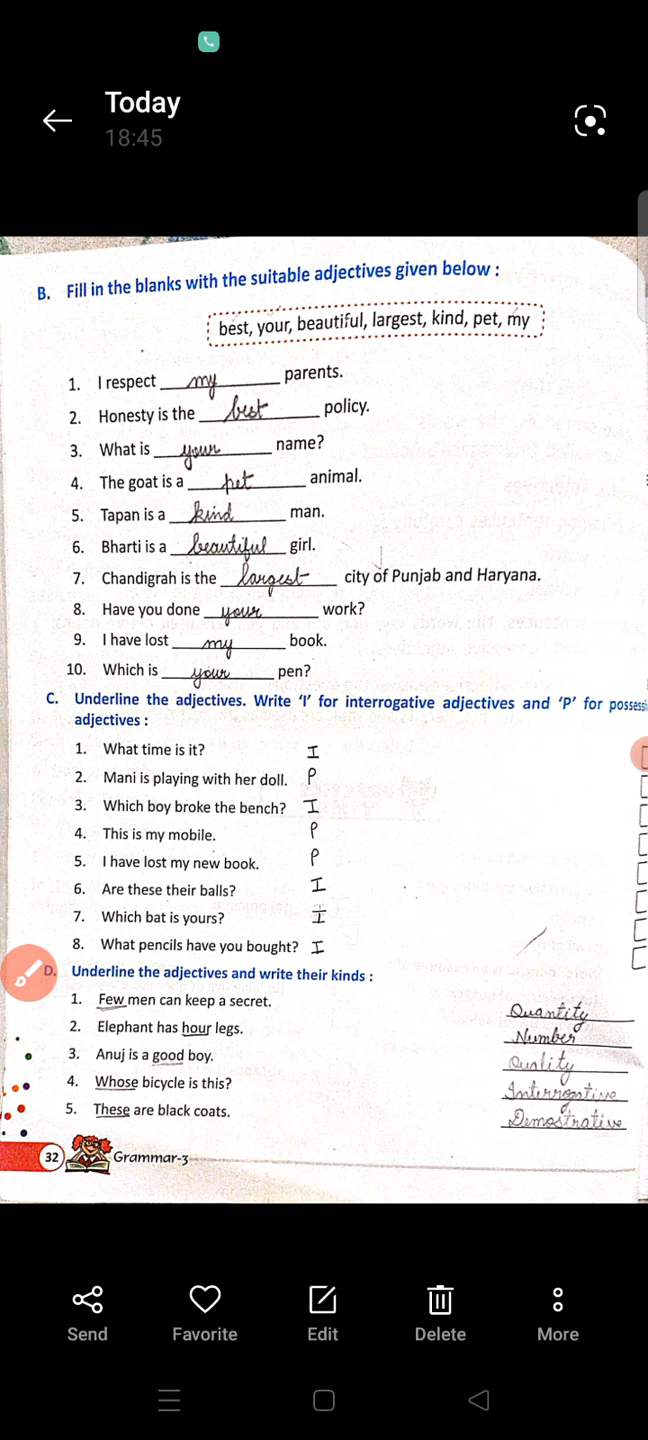 Today
18:45
B. Fill in the blanks with the suitable adjectives given below :
best, your, beautiful, largest, kind, pet, my
1. I respect my parents.
2. Honesty is the best policy.
3. What is your name?
4. The goat is a pet animal.
5. Tapan is a kind man.
6. Bharti is a beautiful girl.
7. Chandigrah is the largest city of Punjab and Haryana.
8. Have you done your work?
9. I have lost my book.
10. Which is your pen?
C. Underline the adjectives. Write 'I' for interrogative adjectives and 'P' for possessi
adjectives :
1. What time is it? I
2. Mani is playing with her doll. P
3. Which boy broke the bench? I
4. This is my mobile. P
5. I have lost my new book. P
6. Are these their balls? I
7. Which bat is yours? I
8. What pencils have you bought? I
D. Underline the adjectives and write their kinds :
1. Few men can keep a secret. Quantity
2. Elephant has hour legs. Number
3. Anuj is a good boy. Quality
4. Whose bicycle is this? Interrogative
5. These are black coats. Demostrative
32 Grammar-3
Send Favorite Edit Delete More